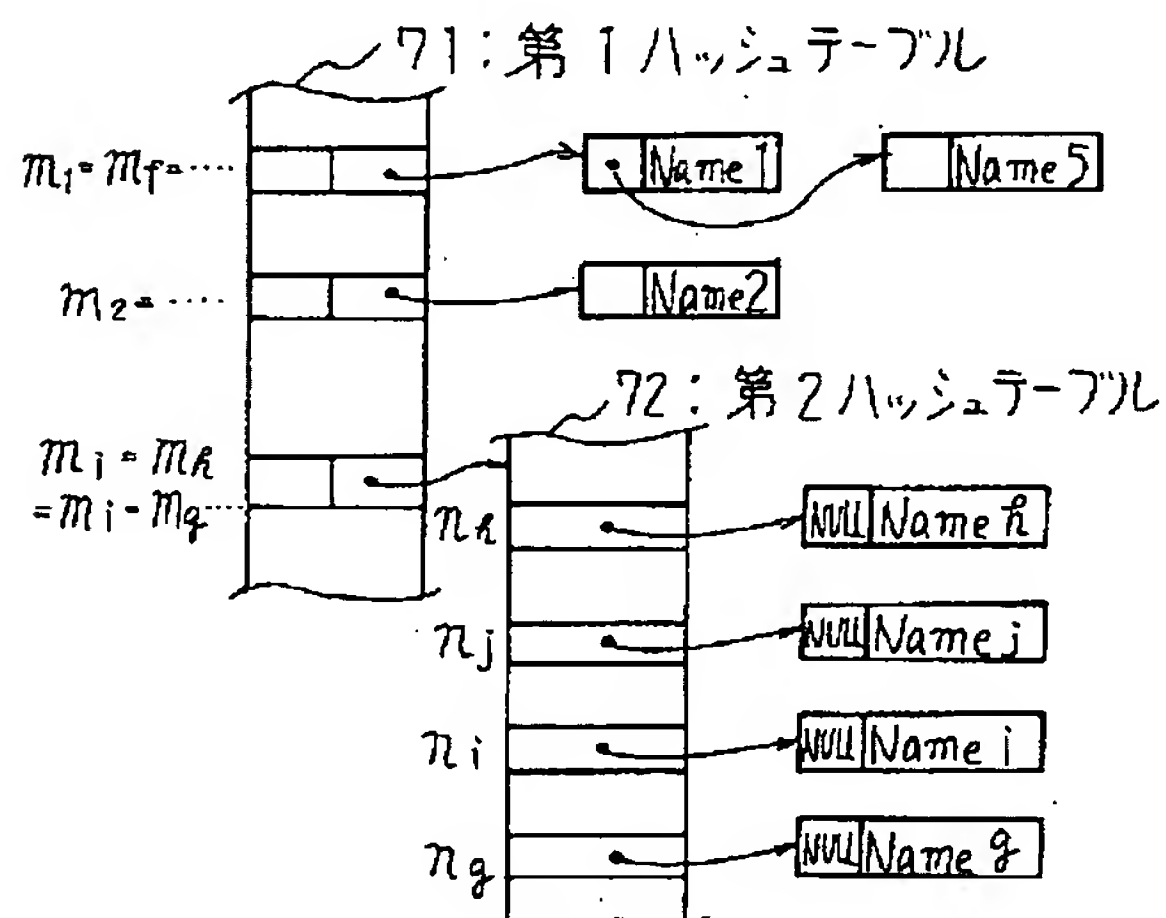 71:第1ハッシュテーブル
m1=mf=····
Name1
Name5
m2=····
Name2
72:第2ハッシュテーブル
mj=mh
=mi=mg····
nh
NULL Name h
nj
NULL Name j
ni
NULL Name i
ng
NULL Name g